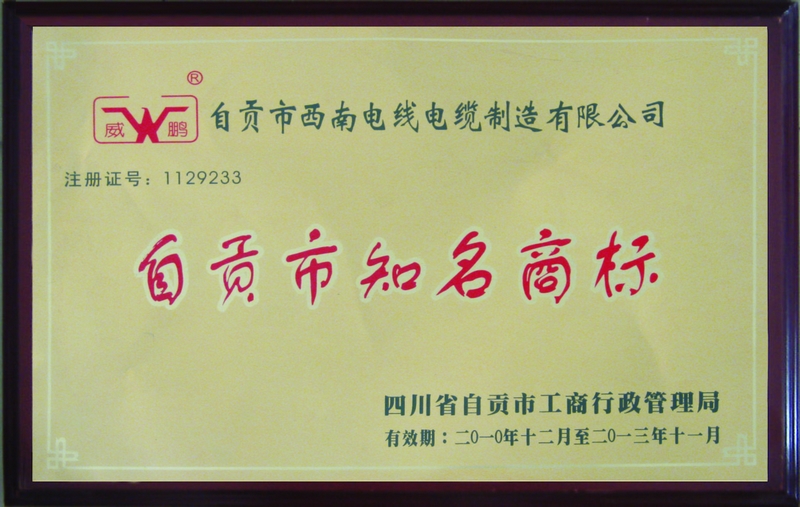 威鹏®
自贡市西南电线电缆制造有限公司
注册证号：1129233
自贡市知名商标
四川省自贡市工商行政管理局
有效期：二0一0年十二月至二0一三年十一月